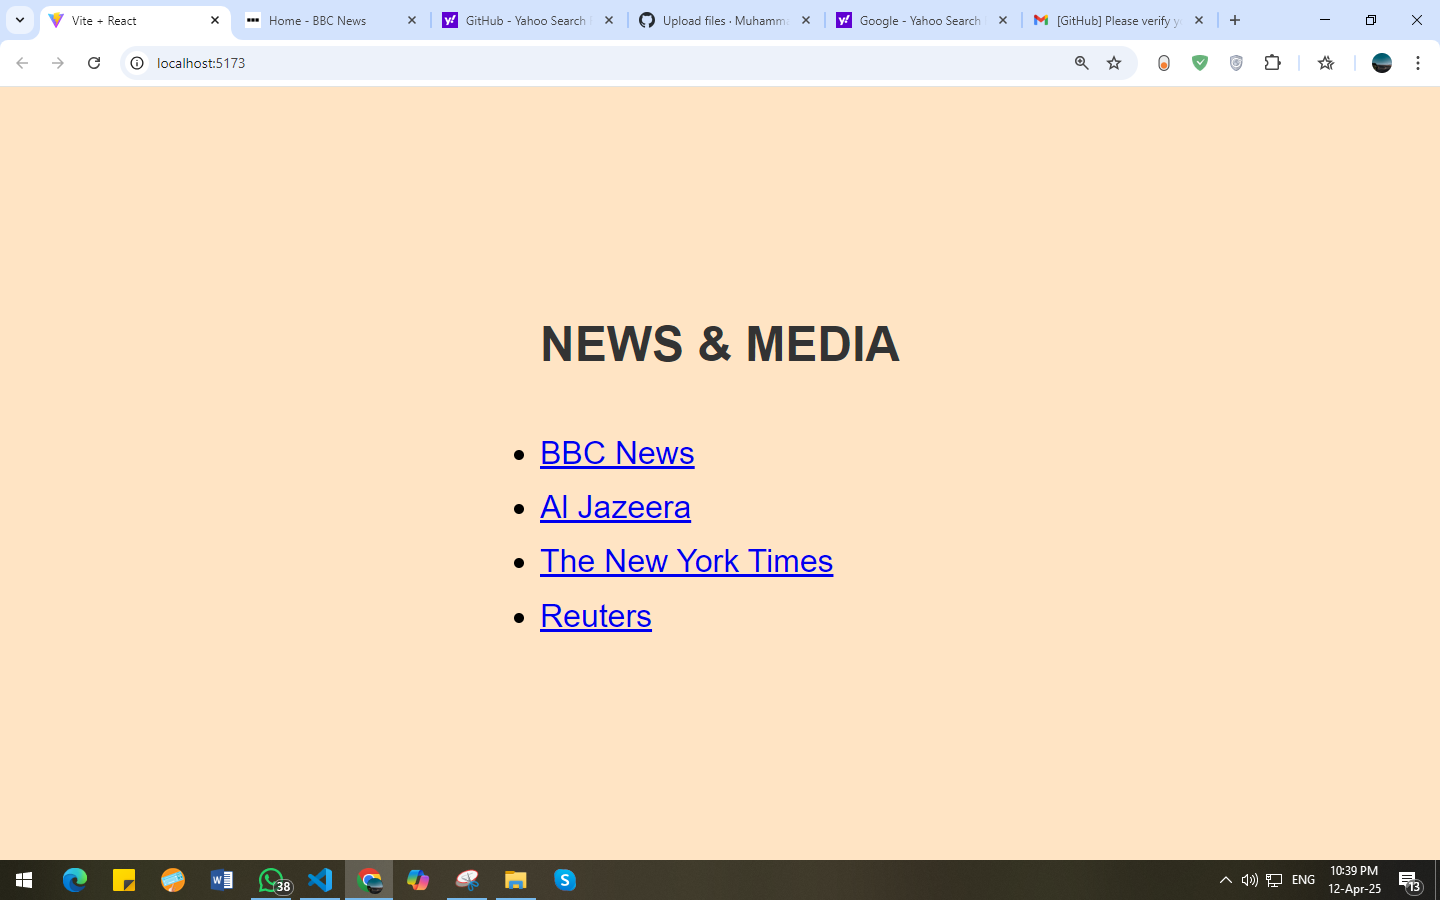 Vite + React
Home - BBC News
GitHub - Yahoo Search
Upload files · Muhamm
Google - Yahoo Search
[GitHub] Please verify yo
localhost:5173
NEWS & MEDIA
BBC News
Al Jazeera
The New York Times
Reuters
38
ENG
10:39 PM
12-Apr-25
13